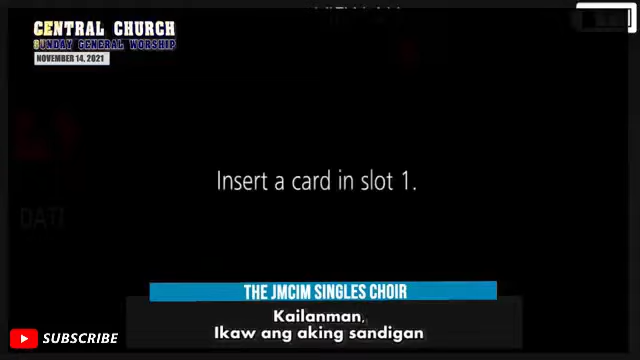 CENTRAL CHURCH
SUNDAY GENERAL WORSHIP
NOVEMBER 14, 2021
Insert a card in slot 1.
DATE
THE JMCIM SINGLES CHOIR
Kailanman,
Ikaw ang aking sandigan
SUBSCRIBE